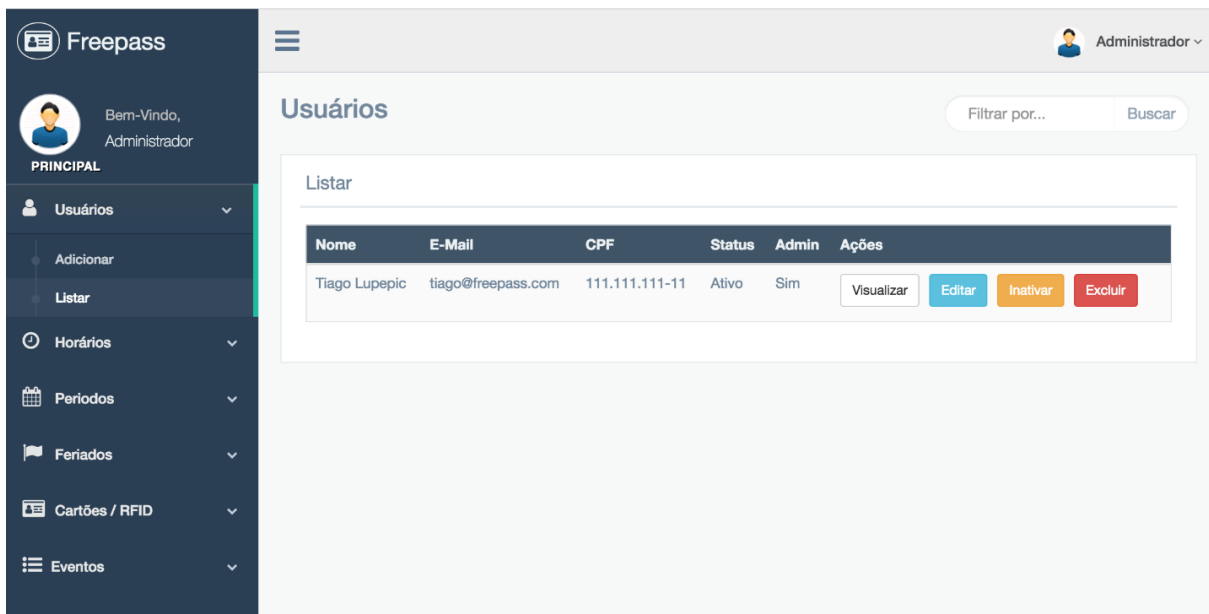 Freepass
Administrador
Bem-Vindo,
Administrador
PRINCIPAL
Usuários
Adicionar
Listar
Horários
Periodos
Feriados
Cartões / RFID
Eventos
Usuários
Filtrar por... Buscar
Listar
Nome E-Mail CPF Status Admin Ações
Tiago Lupepic tiago@freepass.com 111.111.111-11 Ativo Sim Visualizar Editar Inativar Excluir